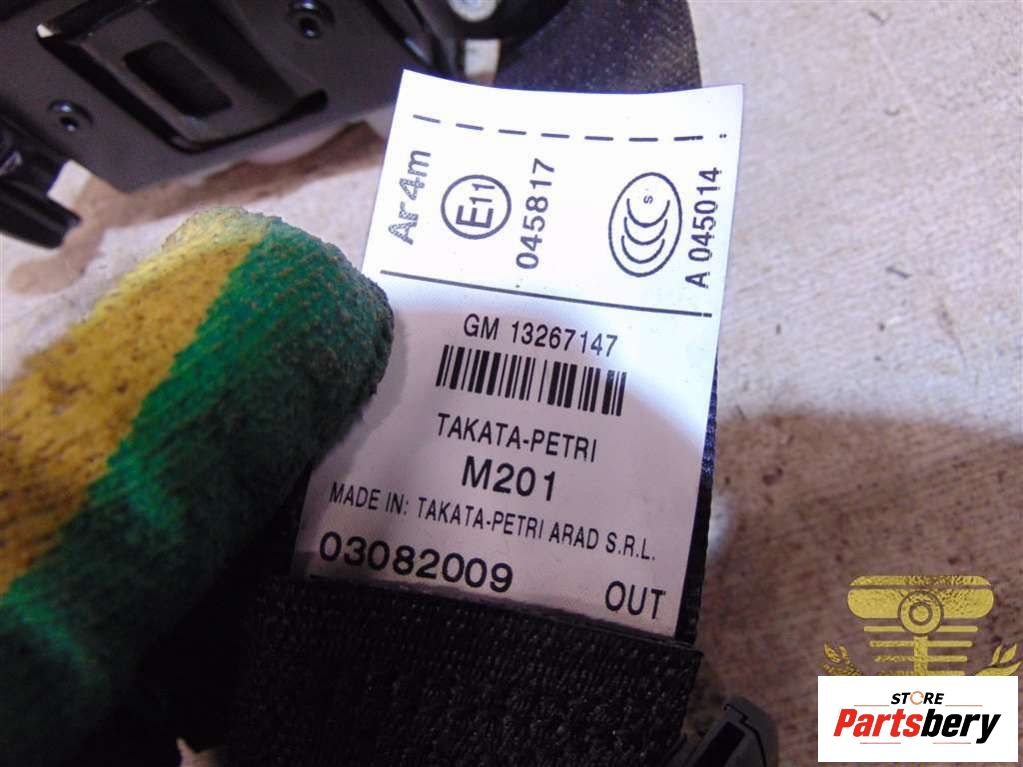 Ar4m
E11
045817
S
A 045014
GM 13267147
TAKATA-PETRI
M201
MADE IN: TAKATA-PETRI ARAD S.R.L.
03082009
OUT
STORE
Partsbery